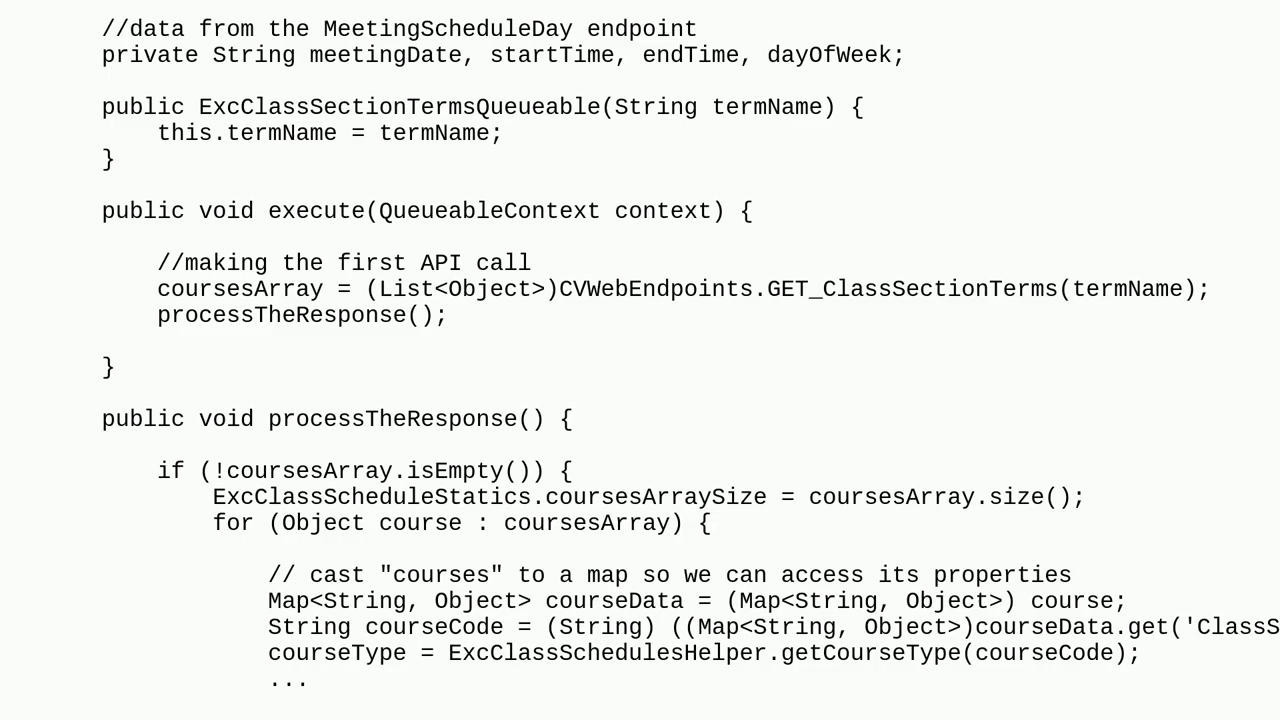 //data from the MeetingScheduleDay endpoint
private String meetingDate, startTime, endTime, dayOfWeek;
public ExcClassSectionTermsQueueable(String termName) {
this.termName = termName;
}
public void execute(QueueableContext context) {
//making the first API call
coursesArray = (List<Object>)CVWebEndpoints.GET_ClassSectionTerms(termName);
processTheResponse();
}
public void processTheResponse() {
if (!coursesArray.isEmpty()) {
ExcClassScheduleStatics.coursesArraySize = coursesArray.size();
for (Object course : coursesArray) {
// cast "courses" to a map so we can access its properties
Map<String, Object> courseData = (Map<String, Object>) course;
String courseCode = (String) ((Map<String, Object>)courseData.get('ClassS
courseType = ExcClassSchedulesHelper.getCourseType(courseCode);
...